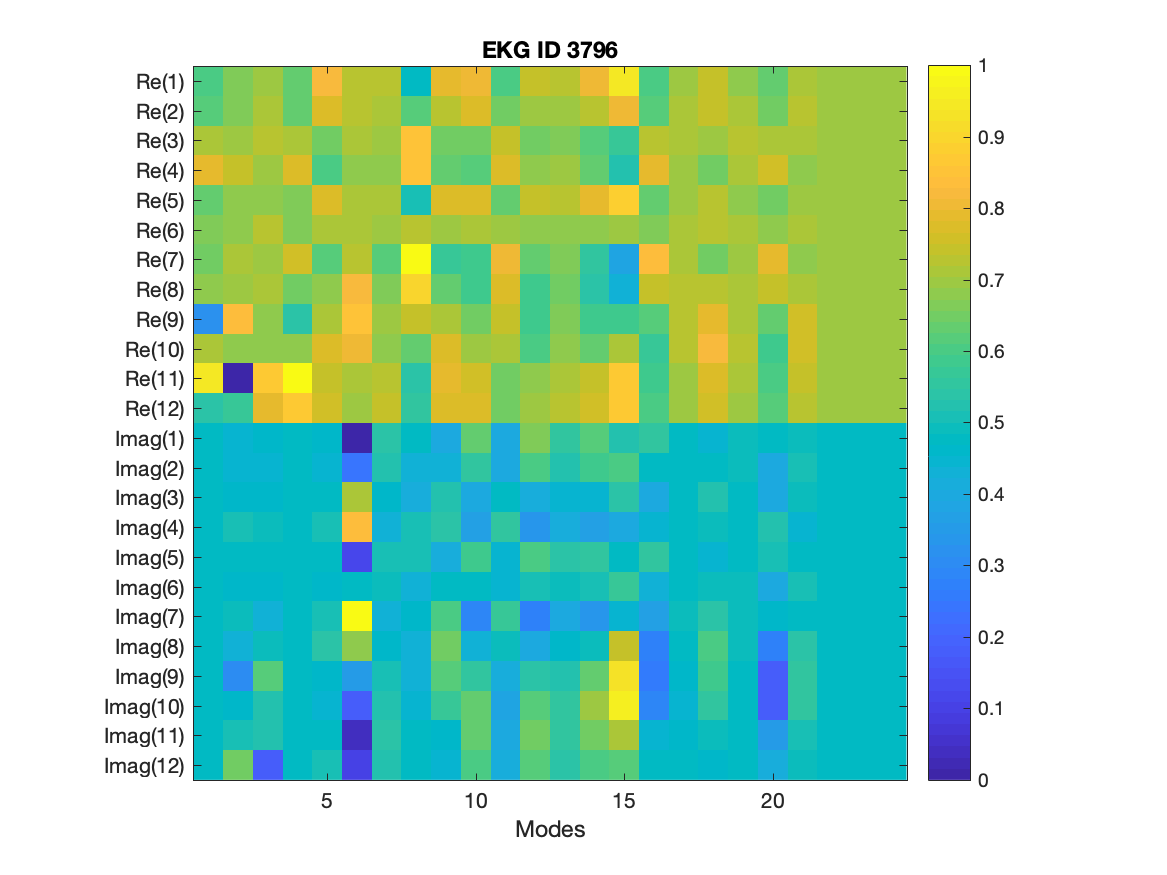 EKG ID 3796
Re(1)
Re(2)
Re(3)
Re(4)
Re(5)
Re(6)
Re(7)
Re(8)
Re(9)
Re(10)
Re(11)
Re(12)
Imag(1)
Imag(2)
Imag(3)
Imag(4)
Imag(5)
Imag(6)
Imag(7)
Imag(8)
Imag(9)
Imag(10)
Imag(11)
Imag(12)
5 10 15 20
Modes
1
0.9
0.8
0.7
0.6
0.5
0.4
0.3
0.2
0.1
0